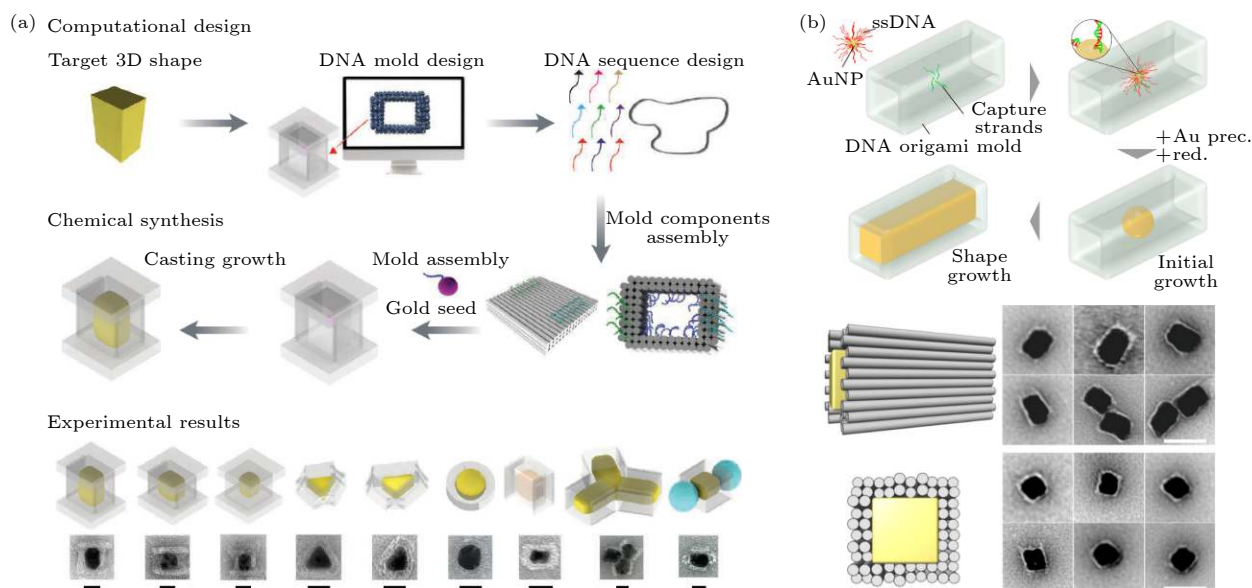 (a)
Computational design
Target 3D shape
DNA mold design
DNA sequence design
Chemical synthesis
Mold components
assembly
Casting growth
Mold assembly
Gold seed
Experimental results
(b)
ssDNA
AuNP
Capture
strands
DNA origami mold
+Au prec.
+red.
Shape
growth
Initial
growth